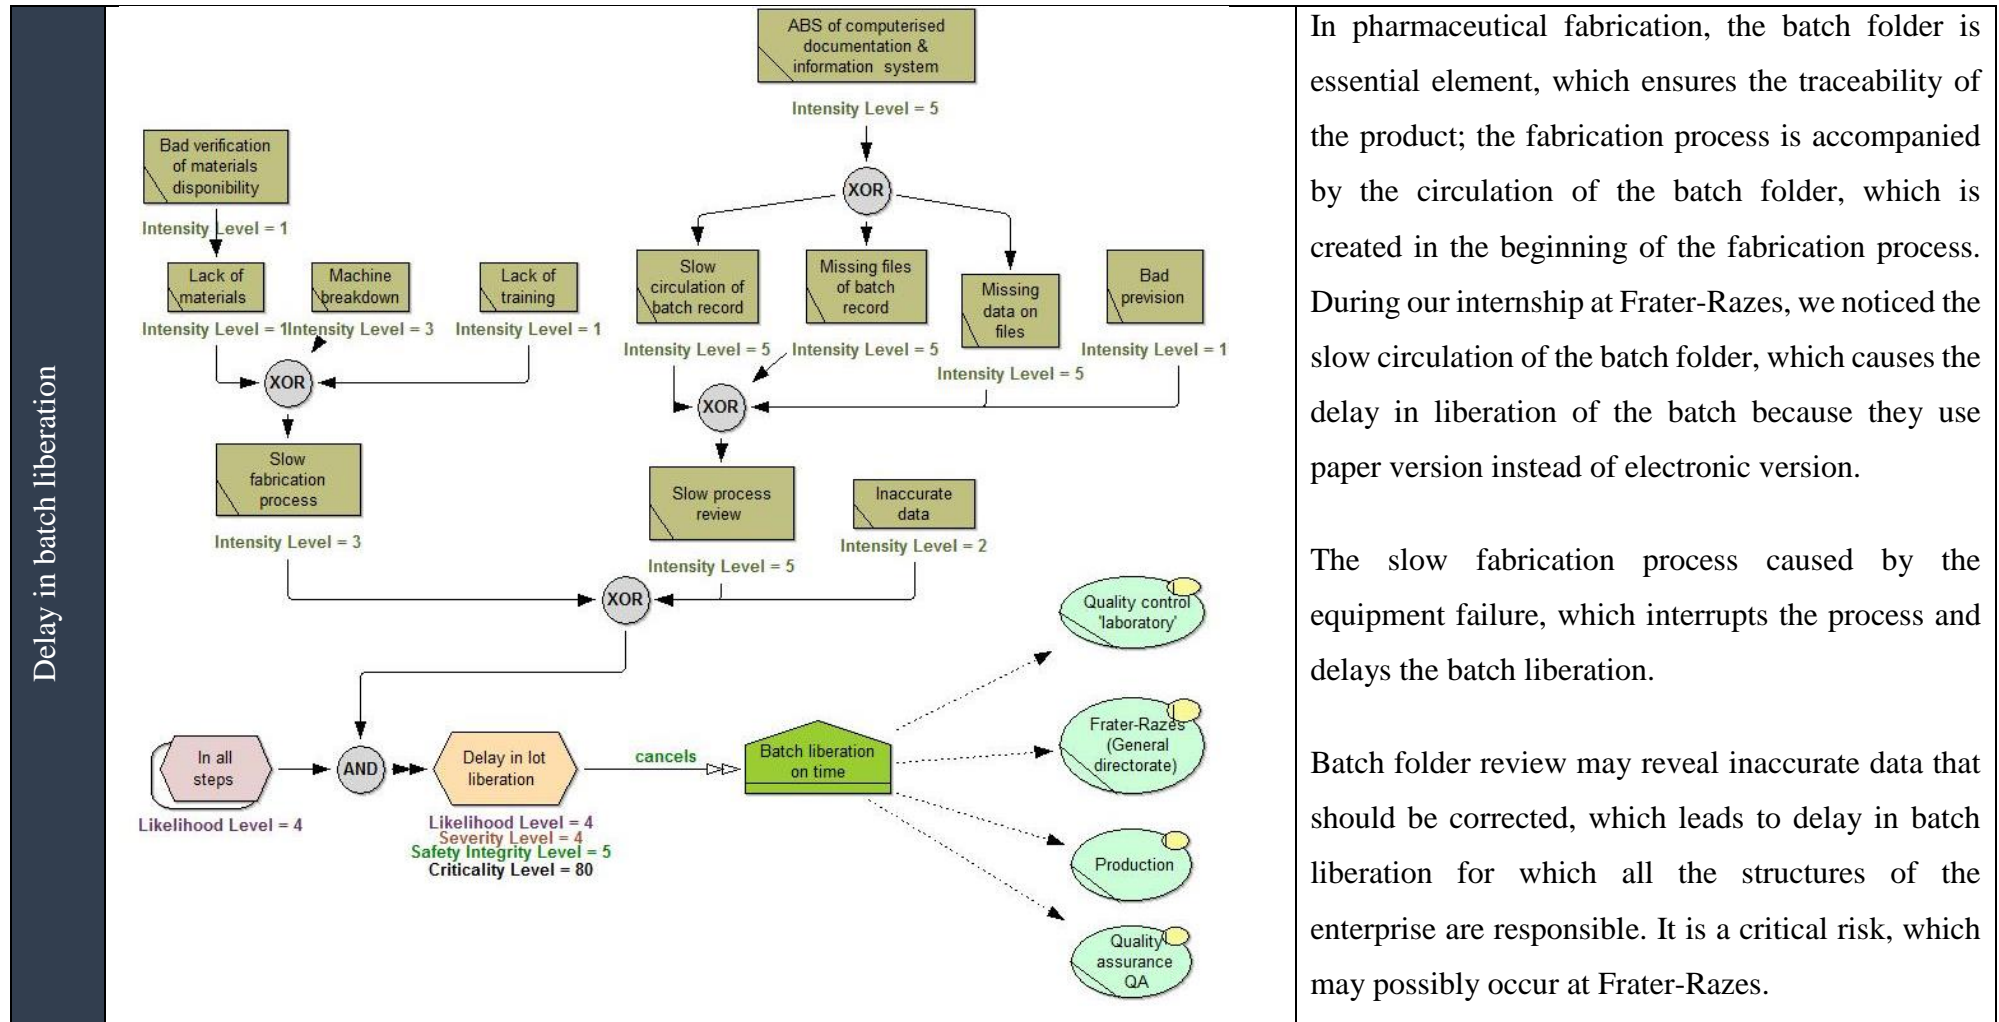 Delay in batch liberation
ABS of computerised
documentation &
information system
Intensity Level = 5
Bad verification
of materials
disponibility
Intensity Level = 1
XOR
Lack of
materials
Intensity Level = 1
Machine
breakdown
Intensity Level = 3
Lack of
training
Intensity Level = 1
Slow
circulation of
batch record
Intensity Level = 5
Missing files
of batch
record
Intensity Level = 5
Missing
data on
files
Intensity Level = 5
Bad
prevision
Intensity Level = 1
XOR
XOR
Slow
fabrication
process
Intensity Level = 3
Slow process
review
Intensity Level = 5
Inaccurate
data
Intensity Level = 2
XOR
In all
steps
Likelihood Level = 4
AND
Delay in lot
liberation
Likelihood Level = 4
Severity Level = 4
Safety Integrity Level = 5
Criticality Level = 80
cancels
Batch liberation
on time
Quality control
'laboratory'
Frater-Razes
(General
directorate)
Production
Quality
assurance
QA
In pharmaceutical fabrication, the batch folder is
essential element, which ensures the traceability of
the product; the fabrication process is accompanied
by the circulation of the batch folder, which is
created in the beginning of the fabrication process.
During our internship at Frater-Razes, we noticed the
slow circulation of the batch folder, which causes the
delay in liberation of the batch because they use
paper version instead of electronic version.
The slow fabrication process caused by the
equipment failure, which interrupts the process and
delays the batch liberation.
Batch folder review may reveal inaccurate data that
should be corrected, which leads to delay in batch
liberation for which all the structures of the
enterprise are responsible. It is a critical risk, which
may possibly occur at Frater-Razes.